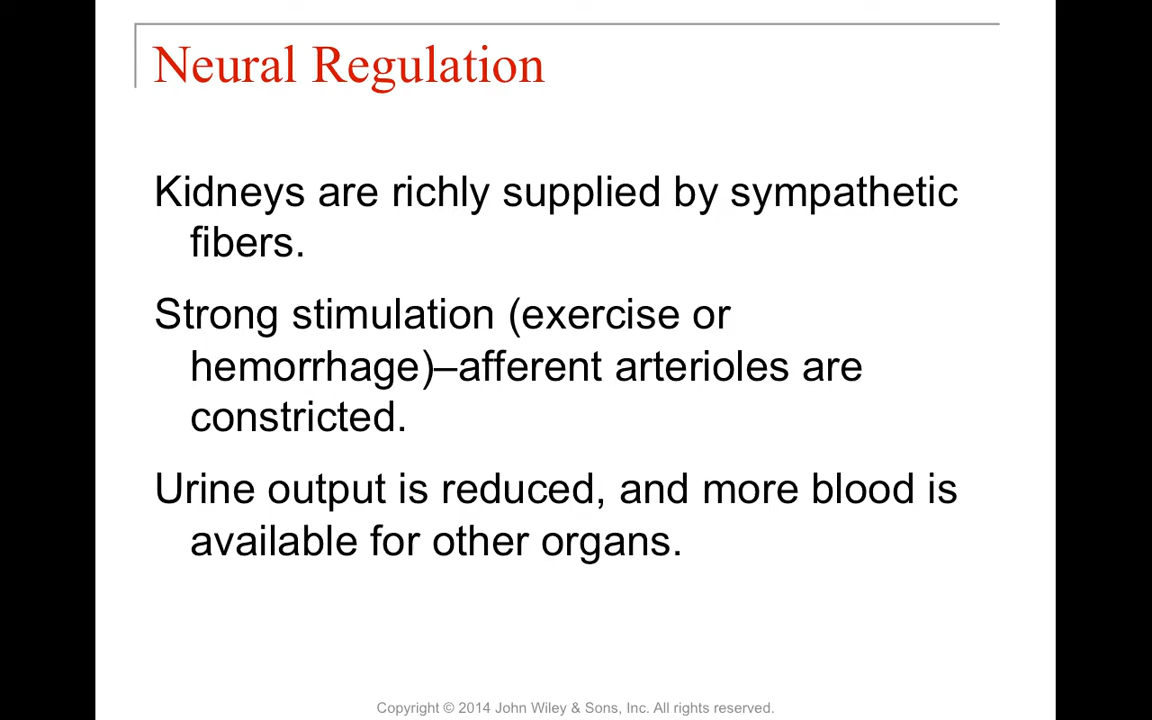 Neural Regulation
Kidneys are richly supplied by sympathetic
fibers.
Strong stimulation (exercise or
hemorrhage)–afferent arterioles are
constricted.
Urine output is reduced, and more blood is
available for other organs.
Copyright © 2014 John Wiley & Sons, Inc. All rights reserved.